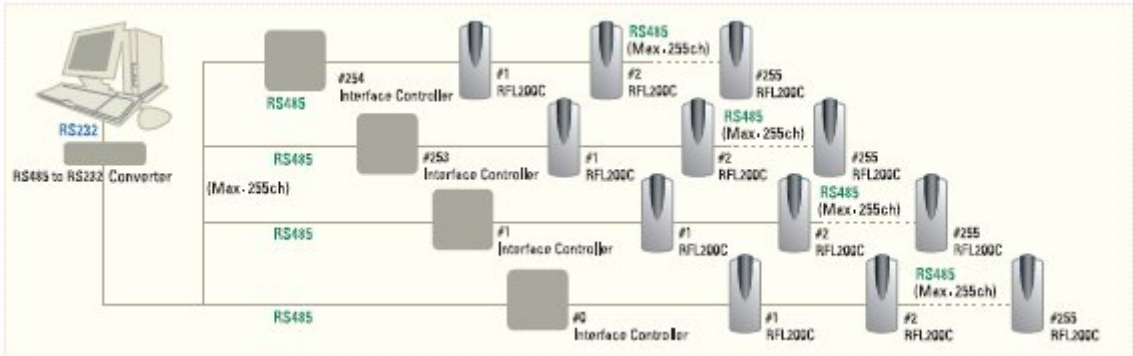 RS485
(Max.255ch)
#254
Interface Controller
#1
RFL200C
#2
RFL200C
#255
RFL200C
RS485
RS232
RS485 to RS232 Converter
RS485
(Max.255ch)
RS485
(Max.255ch)
#253
Interface Controller
#1
RFL200C
#2
RFL200C
#255
RFL200C
RS485
(Max.255ch)
RS485
#1
Interface Controller
#1
RFL200C
#2
RFL200C
#255
RFL200C
RS485
(Max.255ch)
RS485
#0
Interface Controller
#1
RFL200C
#2
RFL200C
#255
RFL200C